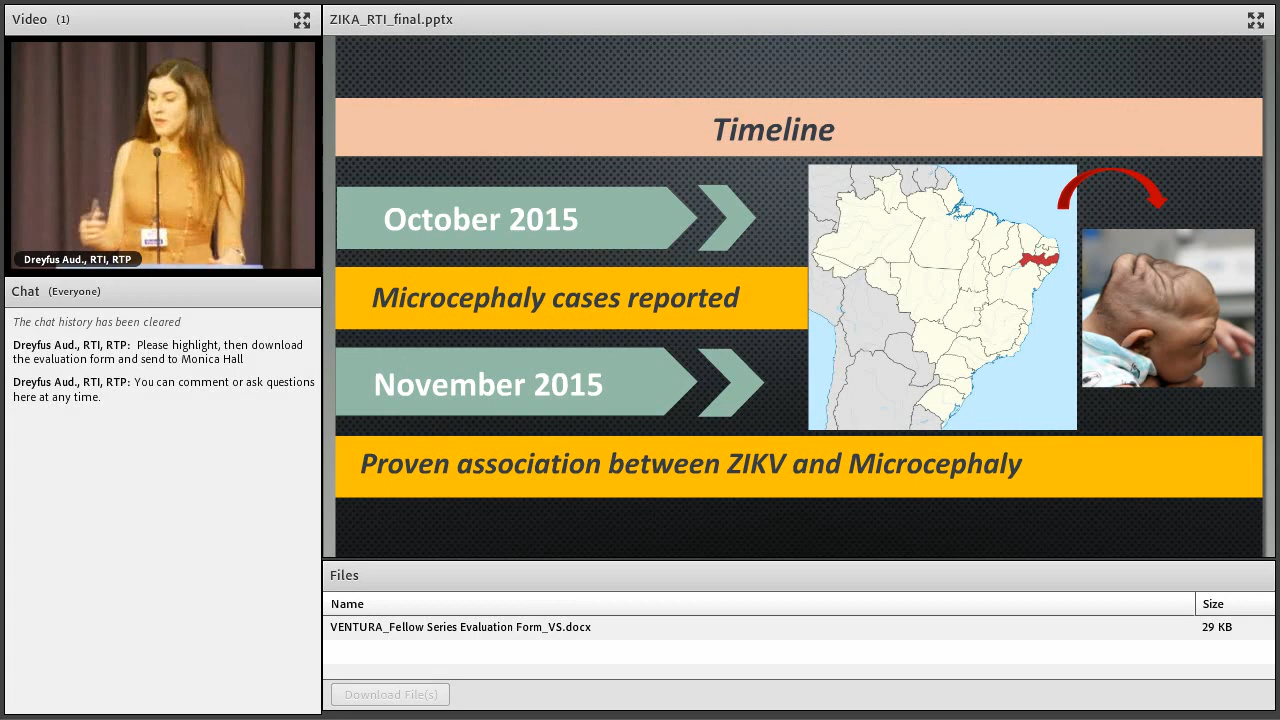 Video (1)
Dreyfus Aud., RTI, RTP
Chat (Everyone)
The chat history has been cleared
Dreyfus Aud., RTI, RTP: Please highlight, then download
the evaluation form and send to Monica Hall
Dreyfus Aud., RTI, RTP: You can comment or ask questions
here at any time.
ZIKA_RTI_final.pptx
Timeline
October 2015
Microcephaly cases reported
November 2015
Proven association between ZIKV and Microcephaly
Files
Name Size
VENTURA_Fellow Series Evaluation Form_VS.docx 29 KB
Download File(s)